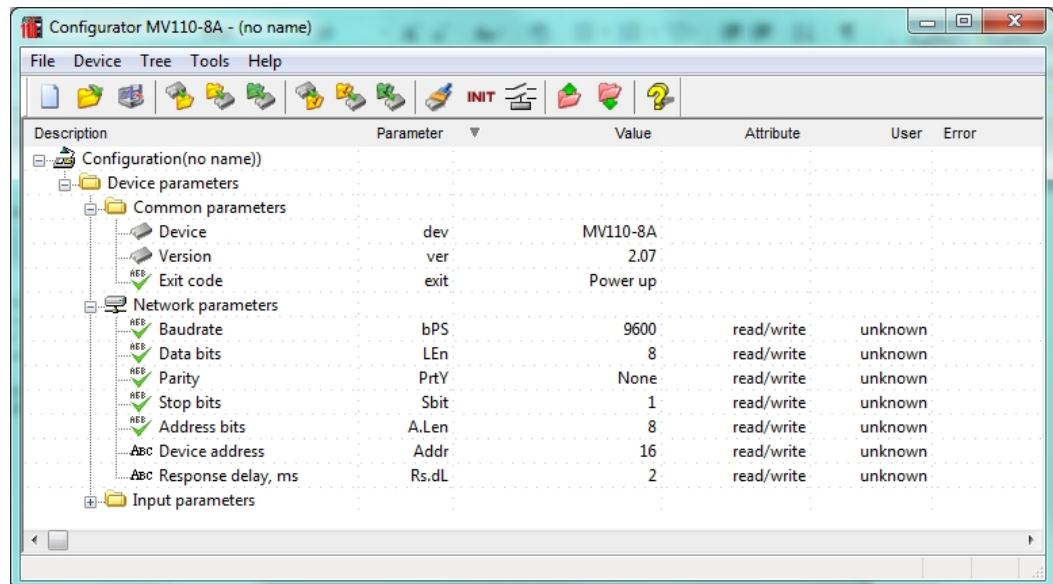 Configurator MV110-8A - (no name)
File Device Tree Tools Help
INIT
Description Parameter Value Attribute User Error
Configuration(no name))
Device parameters
Common parameters
Device dev MV110-8A
Version ver 2.07
Exit code exit Power up
Network parameters
Baudrate bPS 9600 read/write unknown
Data bits LEn 8 read/write unknown
Parity PrtY None read/write unknown
Stop bits Sbit 1 read/write unknown
Address bits A.Len 8 read/write unknown
ABC Device address Addr 16 read/write unknown
ABC Response delay, ms Rs.dL 2 read/write unknown
Input parameters